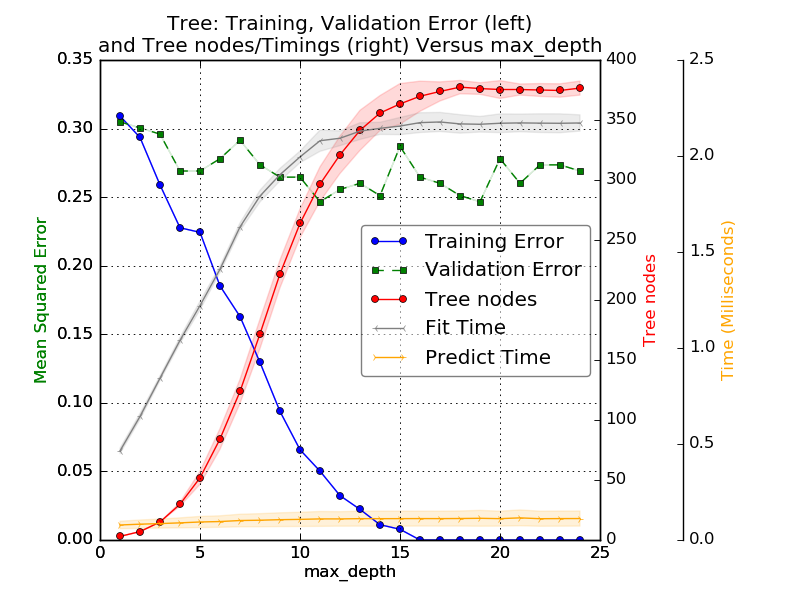 Tree: Training, Validation Error (left)
and Tree nodes/Timings (right) Versus max_depth
Mean Squared Error
0.35
0.30
0.25
0.20
0.15
0.10
0.05
0.00
0
5
10
15
20
25
max_depth
Training Error
Validation Error
Tree nodes
Fit Time
Predict Time
400
350
300
250
200
150
100
50
0
Tree nodes
2.5
2.0
1.5
1.0
0.5
0.0
Time (Milliseconds)